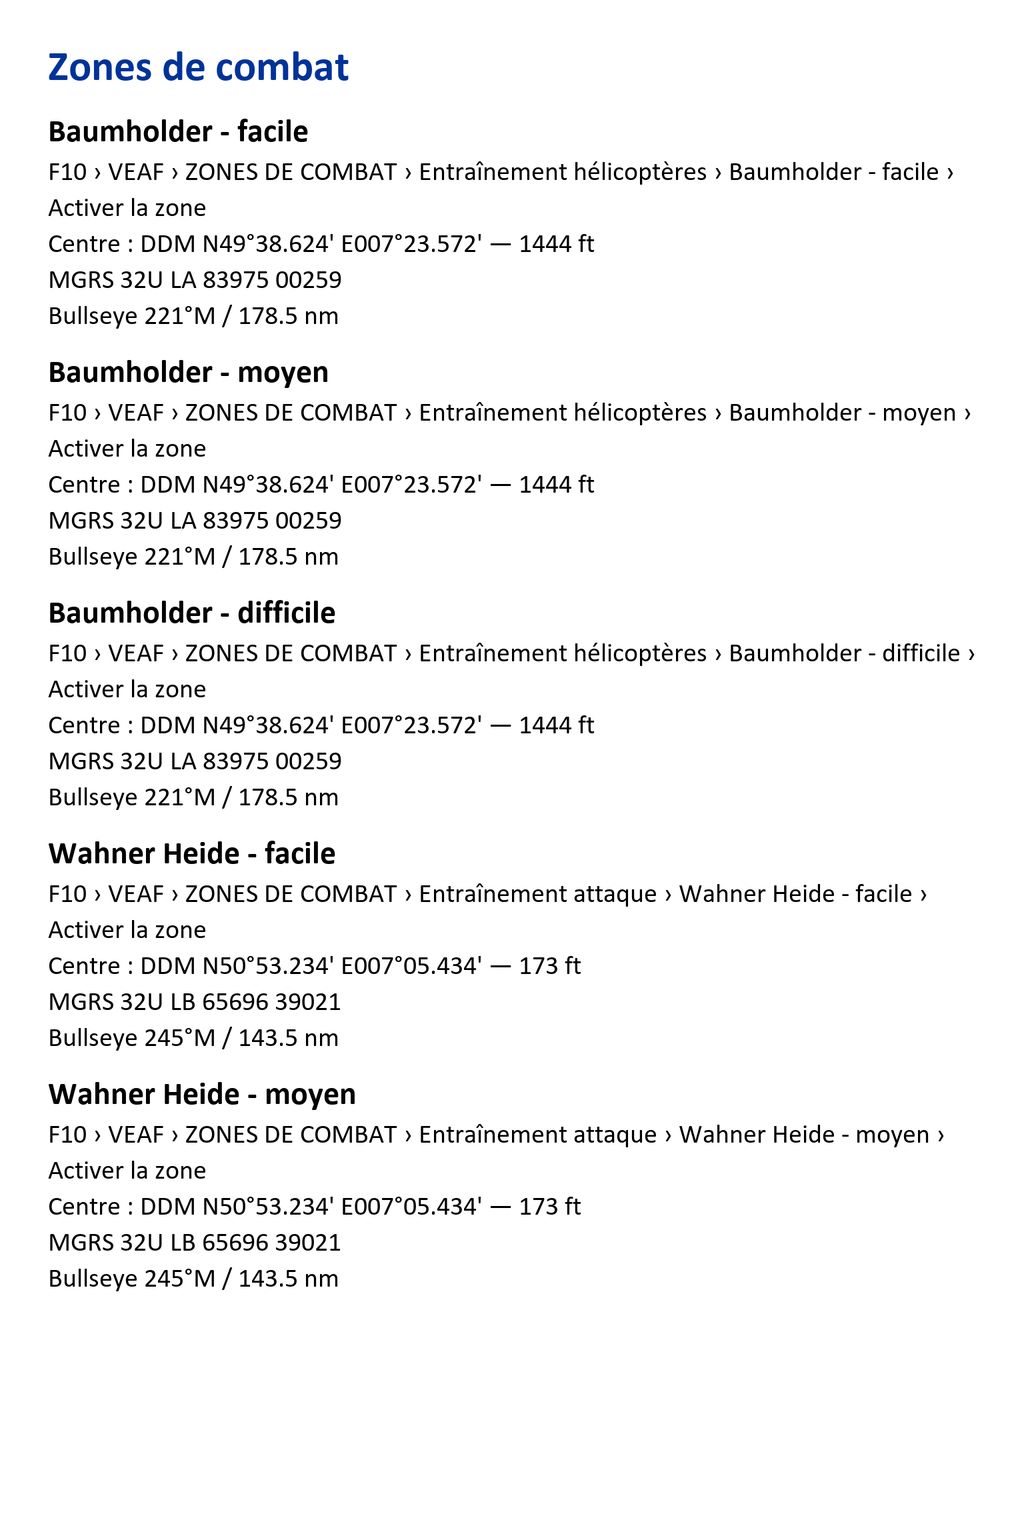 Zones de combat
Baumholder - facile
F10 › VEAF › ZONES DE COMBAT › Entraînement hélicoptères › Baumholder - facile ›
Activer la zone
Centre : DDM N49°38.624' E007°23.572' — 1444 ft
MGRS 32U LA 83975 00259
Bullseye 221°M / 178.5 nm
Baumholder - moyen
F10 › VEAF › ZONES DE COMBAT › Entraînement hélicoptères › Baumholder - moyen ›
Activer la zone
Centre : DDM N49°38.624' E007°23.572' — 1444 ft
MGRS 32U LA 83975 00259
Bullseye 221°M / 178.5 nm
Baumholder - difficile
F10 › VEAF › ZONES DE COMBAT › Entraînement hélicoptères › Baumholder - difficile ›
Activer la zone
Centre : DDM N49°38.624' E007°23.572' — 1444 ft
MGRS 32U LA 83975 00259
Bullseye 221°M / 178.5 nm
Wahner Heide - facile
F10 › VEAF › ZONES DE COMBAT › Entraînement attaque › Wahner Heide - facile ›
Activer la zone
Centre : DDM N50°53.234' E007°05.434' — 173 ft
MGRS 32U LB 65696 39021
Bullseye 245°M / 143.5 nm
Wahner Heide - moyen
F10 › VEAF › ZONES DE COMBAT › Entraînement attaque › Wahner Heide - moyen ›
Activer la zone
Centre : DDM N50°53.234' E007°05.434' — 173 ft
MGRS 32U LB 65696 39021
Bullseye 245°M / 143.5 nm